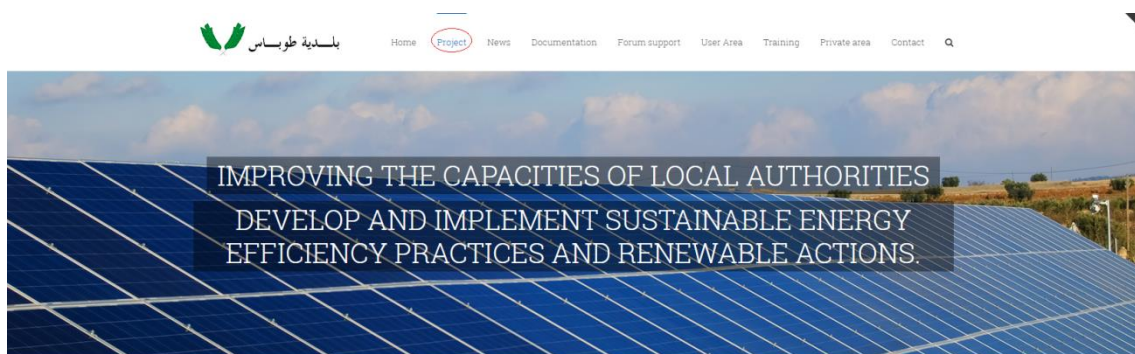 بلـــدية طوبـــاس
Home Project News Documentation Forum support User Area Training Private area Contact
IMPROVING THE CAPACITIES OF LOCAL AUTHORITIES
DEVELOP AND IMPLEMENT SUSTAINABLE ENERGY
EFFICIENCY PRACTICES AND RENEWABLE ACTIONS.